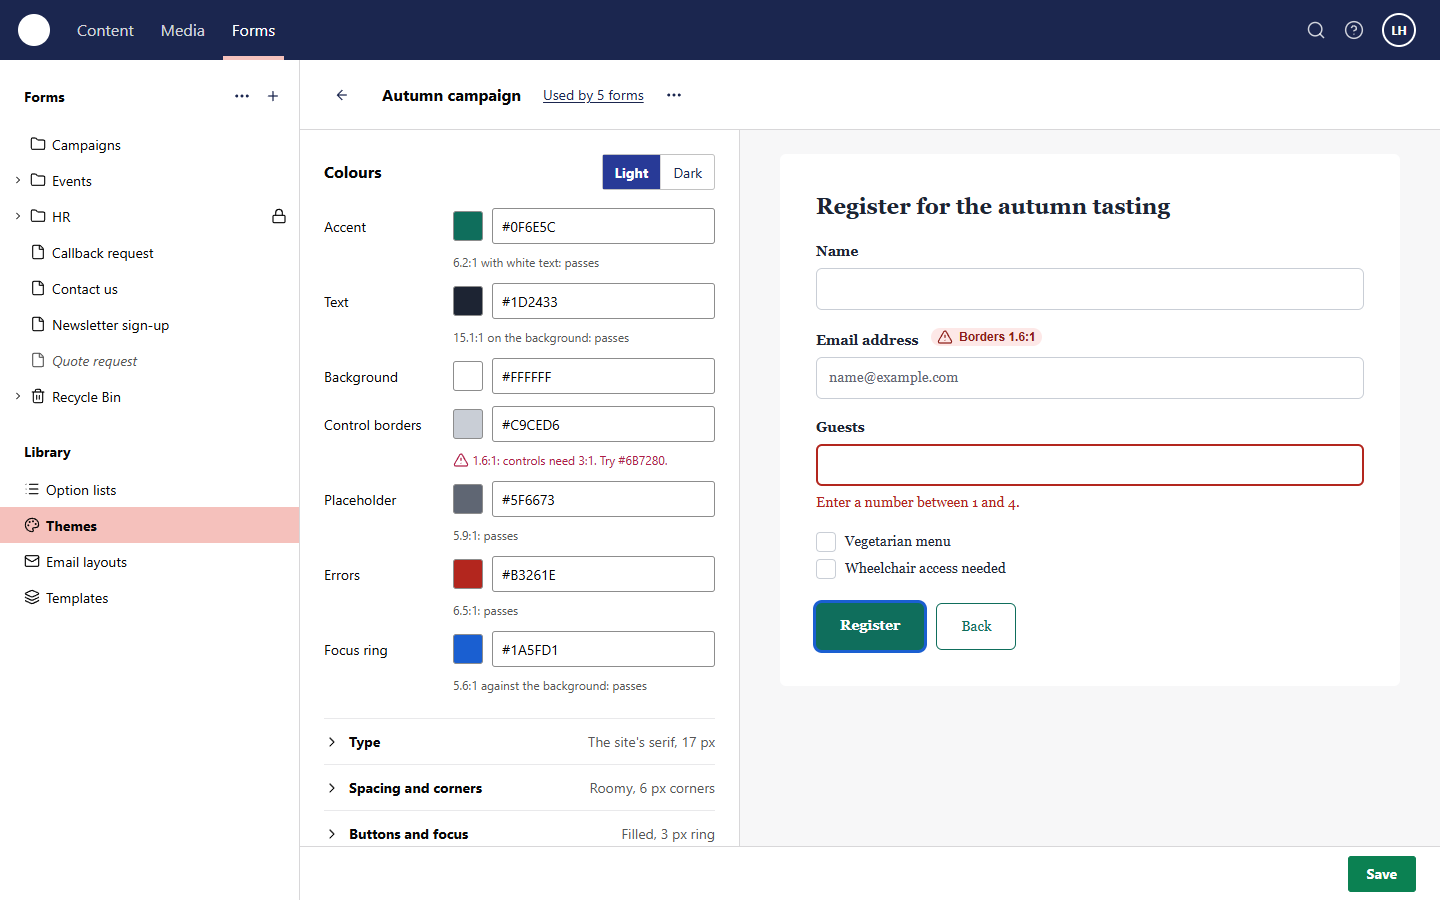 Content
Media
Forms
LH
Forms
Campaigns
Events
HR
Callback request
Contact us
Newsletter sign-up
Quote request
Recycle Bin
Library
Option lists
Themes
Email layouts
Templates
Autumn campaign
Used by 5 forms
Colours
Light
Dark
Accent
#0F6E5C
6.2:1 with white text: passes
Text
#1D2433
15.1:1 on the background: passes
Background
#FFFFFF
Control borders
#C9CED6
1.6:1: controls need 3:1. Try #6B7280.
Placeholder
#5F6673
5.9:1: passes
Errors
#B3261E
6.5:1: passes
Focus ring
#1A5FD1
5.6:1 against the background: passes
Type
The site's serif, 17 px
Spacing and corners
Roomy, 6 px corners
Buttons and focus
Filled, 3 px ring
Register for the autumn tasting
Name
Email address
Borders 1.6:1
name@example.com
Guests
Enter a number between 1 and 4.
Vegetarian menu
Wheelchair access needed
Register
Back
Save